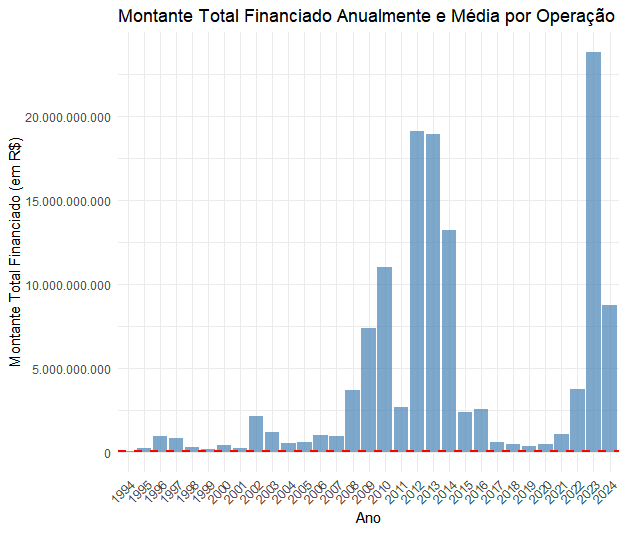 Montante Total Financiado Anualmente e Média por Operação
Montante Total Financiado (em R$)
20.000.000.000
15.000.000.000
10.000.000.000
5.000.000.000
0
1994 1995 1996 1997 1998 1999 2000 2001 2002 2003 2004 2005 2006 2007 2008 2009 2010 2011 2012 2013 2014 2015 2016 2017 2018 2019 2020 2021 2022 2023 2024
Ano